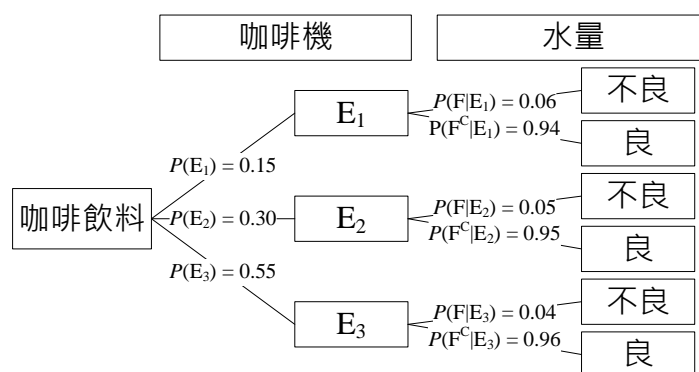 咖啡機
水量
不良
P(F|E₁) = 0.06
E₁
P(Fᶜ|E₁) = 0.94
良
P(E₁) = 0.15
不良
P(F|E₂) = 0.05
咖啡飲料
P(E₂) = 0.30
E₂
P(Fᶜ|E₂) = 0.95
良
P(E₃) = 0.55
不良
P(F|E₃) = 0.04
E₃
P(Fᶜ|E₃) = 0.96
良